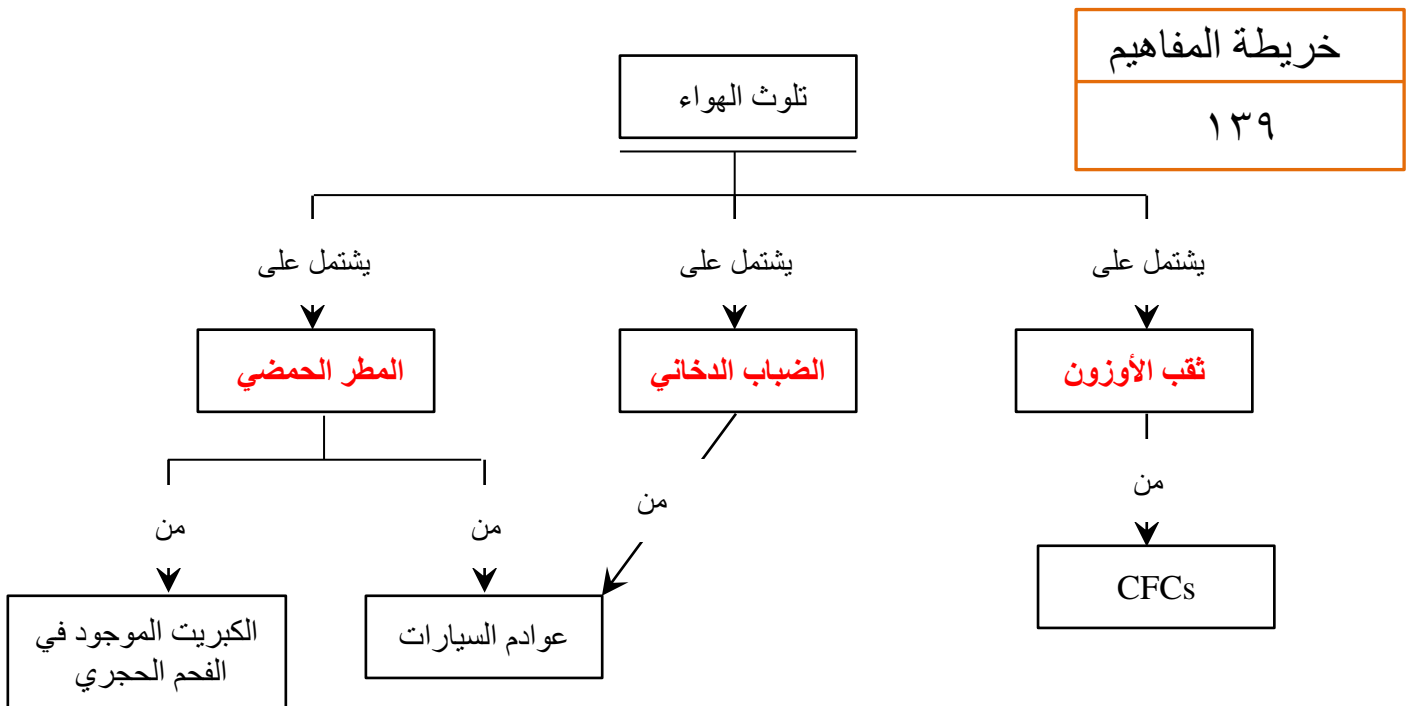 خريطة المفاهيم
١٣٩
تلوث الهواء
يشتمل على
يشتمل على
يشتمل على
ثقب الأوزون
الضباب الدخاني
المطر الحمضي
من
من
من
من
CFCs
عوادم السيارات
الكبريت الموجود في
الفحم الحجري